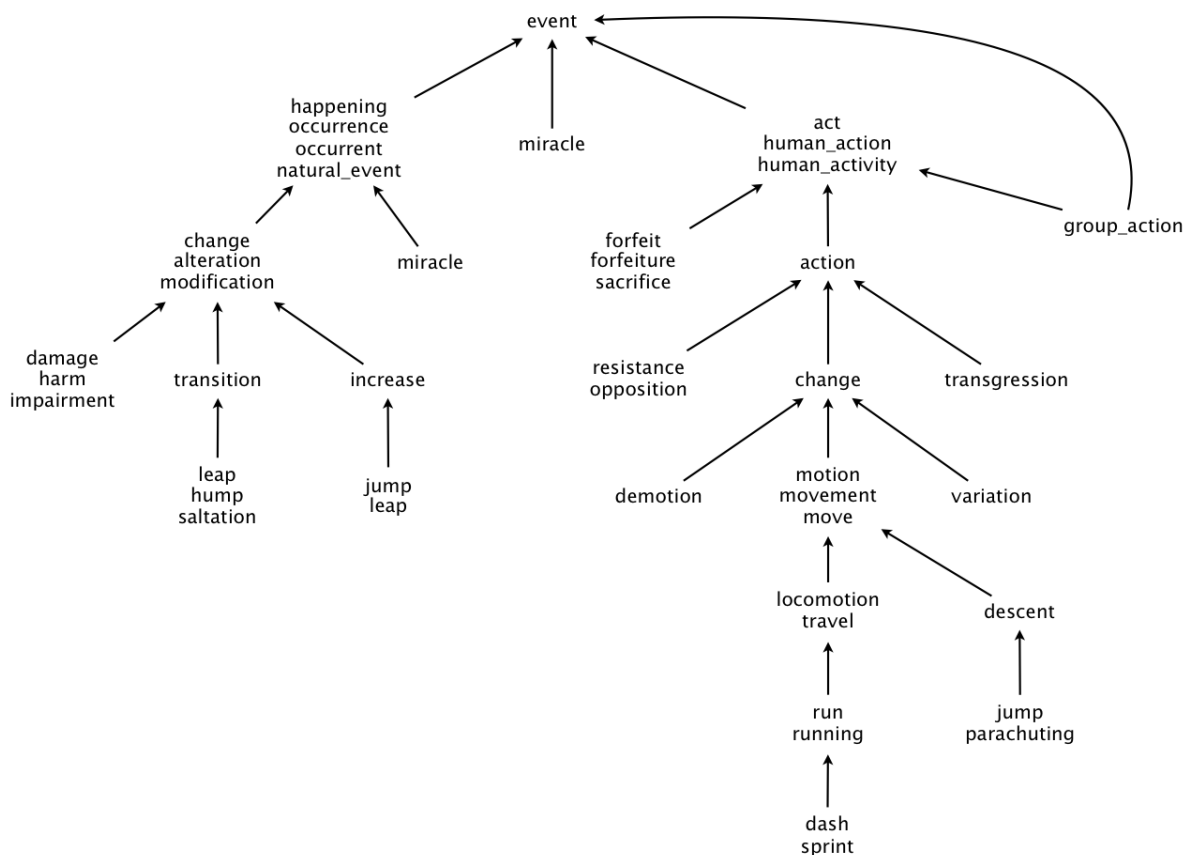 event
happening
occurrence
occurrent
natural_event
miracle
act
human_action
human_activity
group_action
change
alteration
modification
miracle
forfeit
forfeiture
sacrifice
action
damage
harm
impairment
transition
increase
resistance
opposition
change
transgression
leap
hump
saltation
jump
leap
demotion
motion
movement
move
variation
locomotion
travel
descent
run
running
jump
parachuting
dash
sprint